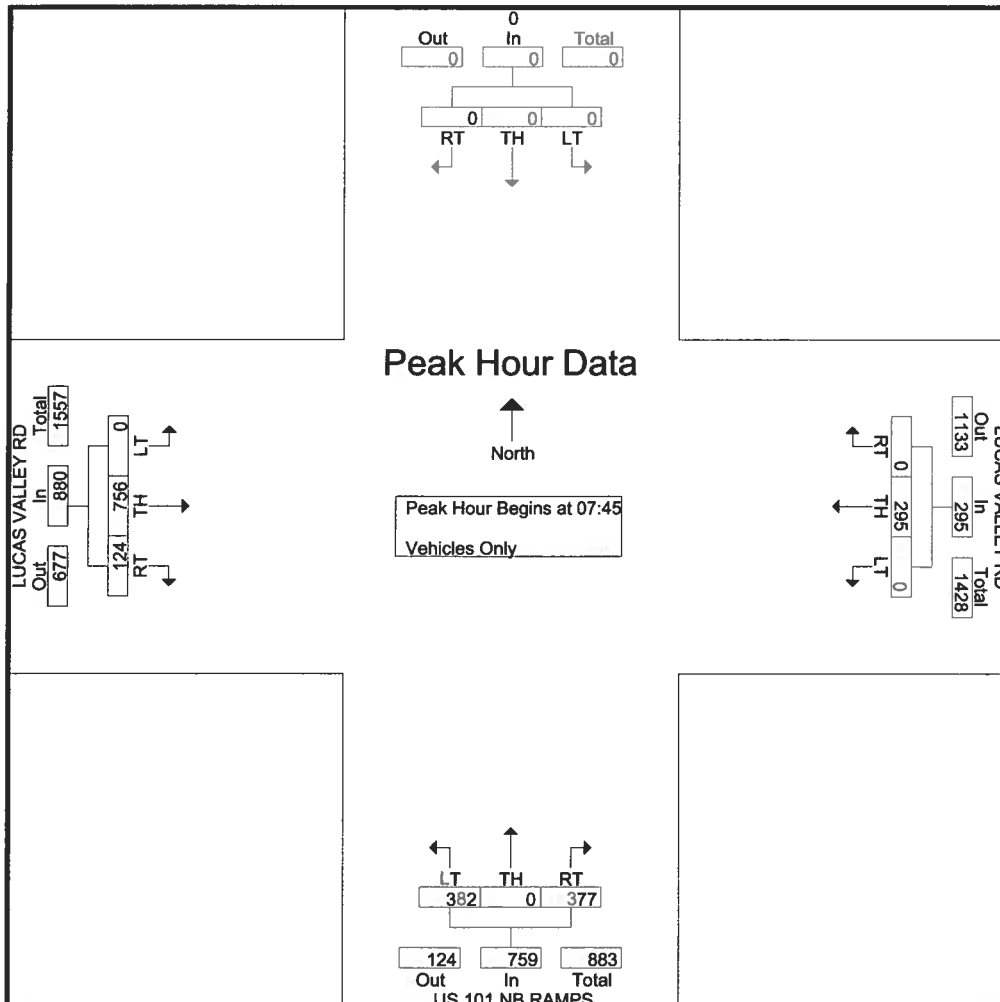 0
Out In Total
0 0 0
0 0 0
RT TH LT
Peak Hour Data
North
Peak Hour Begins at 07:45
Vehicles Only
LUCAS VALLEY RD
Out In Total
677 880 1557
0 756 124
LT TH RT
LUCAS VALLEY RD
Out In Total
1133 295 1428
RT TH LT
0 295 0
LT TH RT
382 0 377
124 759 883
Out In Total
US 101 NB RAMPS